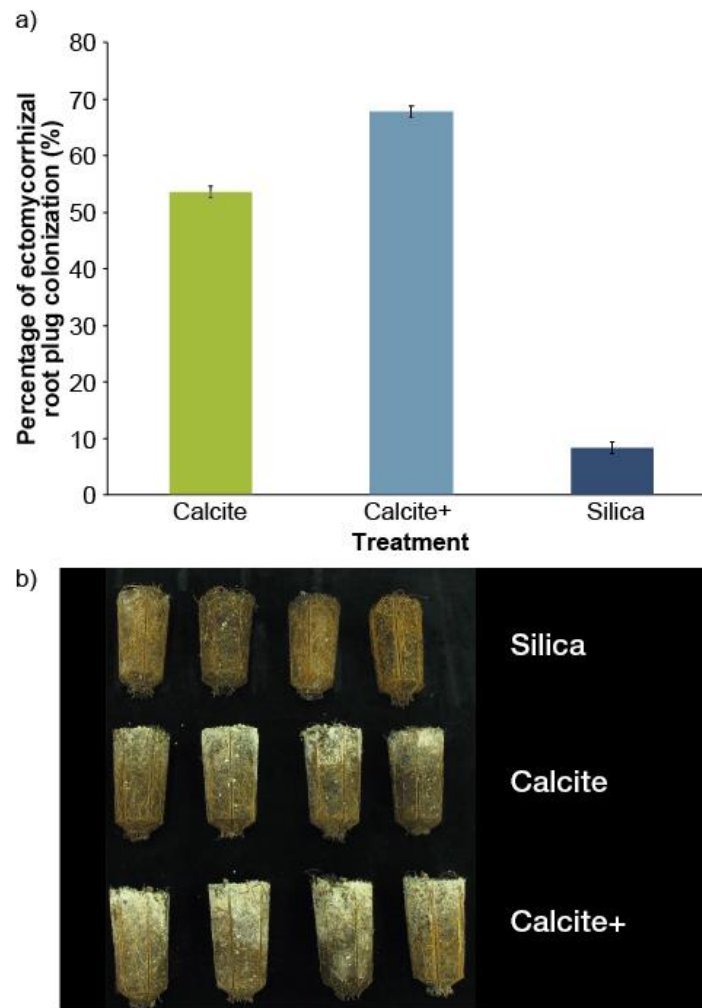 a)
80
70
60
50
40
30
20
10
0
Percentage of ectomycorrhizal
root plug colonization (%)
Calcite Calcite+ Silica
Treatment
b)
Silica
Calcite
Calcite+